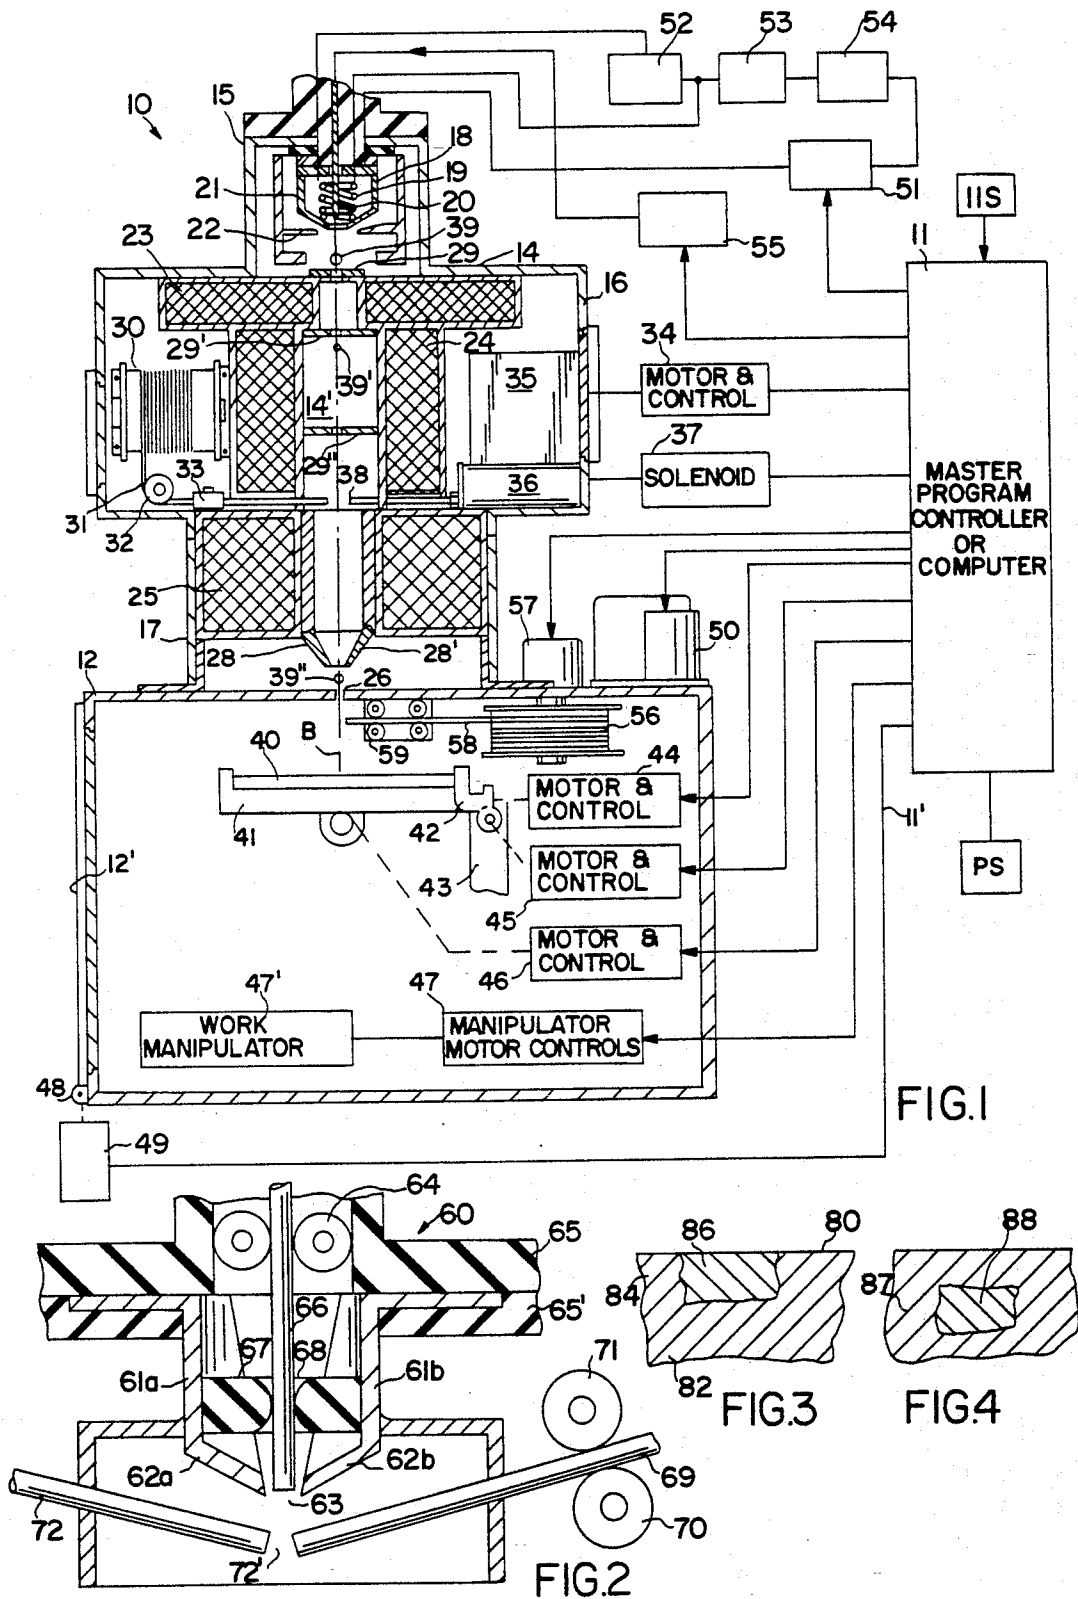 52
53
54
10
15
18
19
21
20
51
11S
22
39
55
11
23
29
14
16
30
29'
24
34
39'
35
MOTOR &
CONTROL
14'
37
29"
33
38
36
SOLENOID
MASTER
PROGRAM
CONTROLLER
OR
COMPUTER
31
32
25
57
17
50
28
28'
12
39"
26
B
56
59
58
40
44
MOTOR &
CONTROL
41
42
11'
12'
43
MOTOR &
CONTROL
PS
45
MOTOR &
CONTROL
46
47'
47
WORK
MANIPULATOR
MANIPULATOR
MOTOR CONTROLS
48
FIG.1
49
64
60
65
86
80
88
84
87
65'
66
67
68
71
61a
61b
82
FIG.3
FIG.4
62a
62b
69
63
72
70
72'
FIG.2